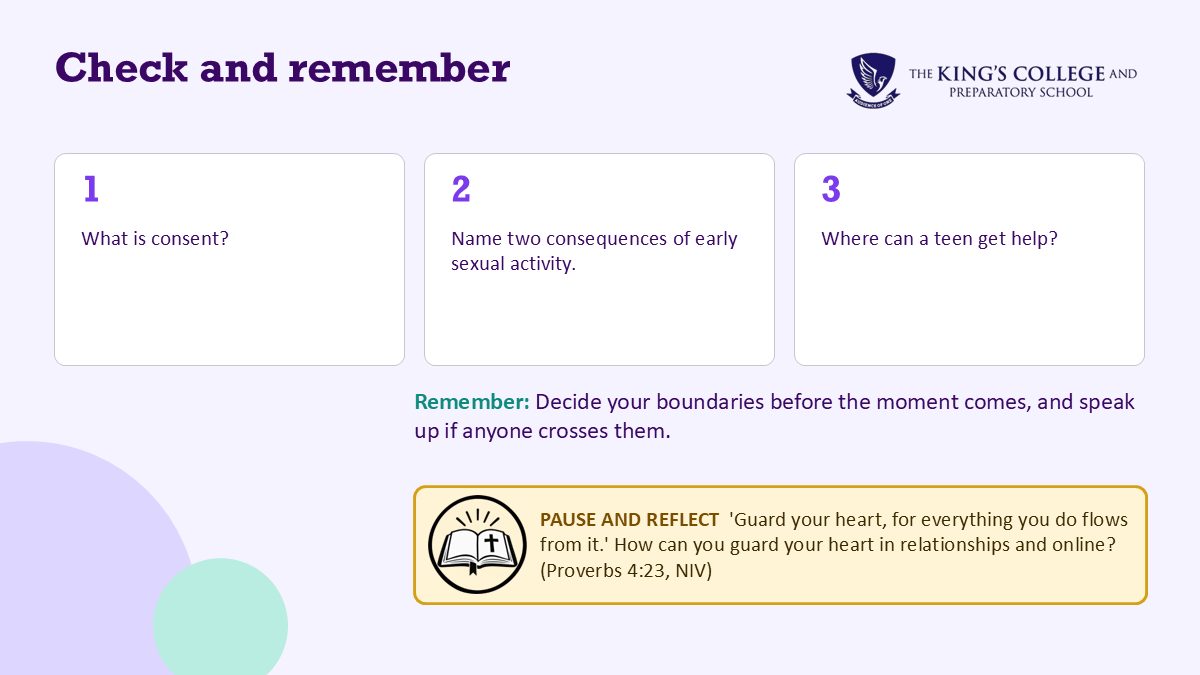 Check and remember
THE KING'S COLLEGE AND
PREPARATORY SCHOOL
AUDIENCE OF ONE
1
What is consent?
2
Name two consequences of early
sexual activity.
3
Where can a teen get help?
Remember: Decide your boundaries before the moment comes, and speak
up if anyone crosses them.
PAUSE AND REFLECT 'Guard your heart, for everything you do flows
from it.' How can you guard your heart in relationships and online?
(Proverbs 4:23, NIV)